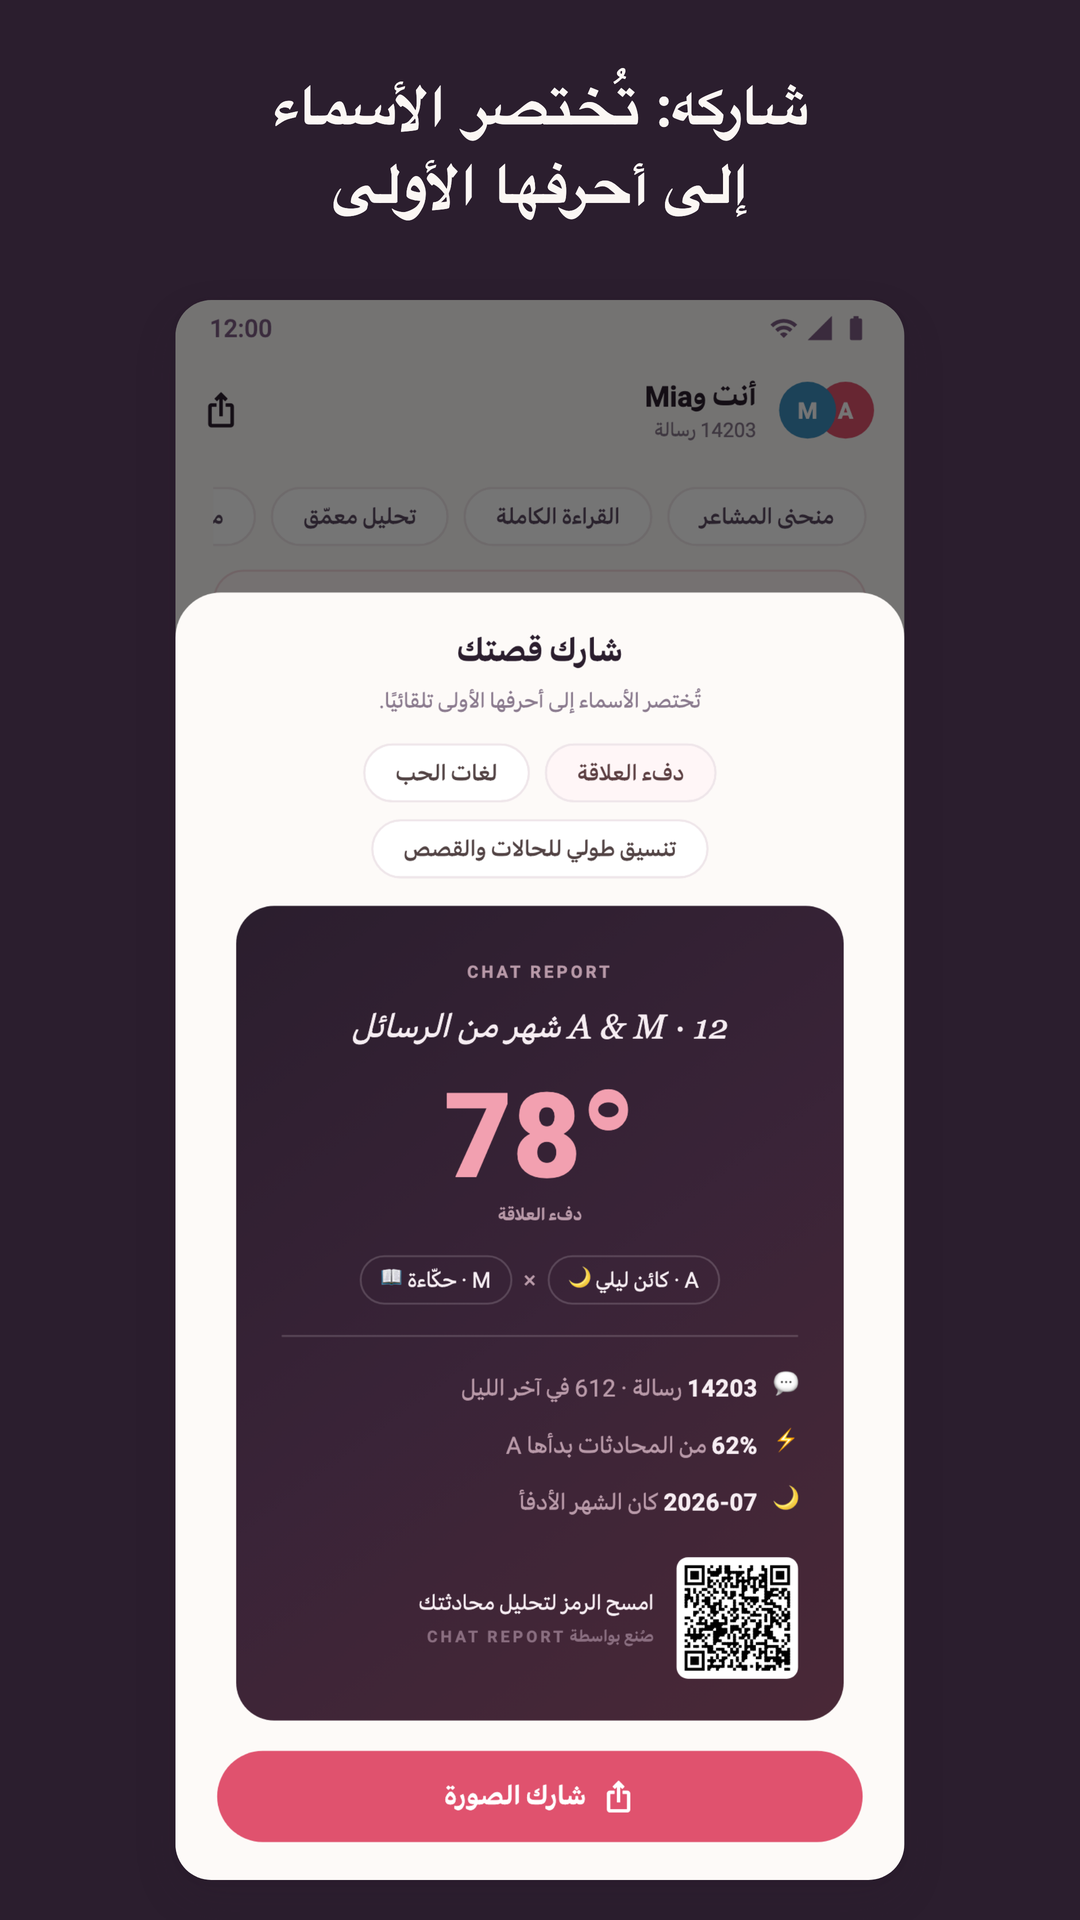 شاركه: تُختصر الأسماء
إلى أحرفها الأولى
12:00
A M
أنت وMia
14203 رسالة
منحنى المشاعر
القراءة الكاملة
تحليل معمّق
شارك قصتك
تُختصر الأسماء إلى أحرفها الأولى تلقائيًا.
دفء العلاقة
لغات الحب
تنسيق طولي للحالات والقصص
CHAT REPORT
A & M · 12 شهر من الرسائل
78°
دفء العلاقة
A · كائن ليلي 🌙 × M · حكّاءة 📖
💬 14203 رسالة · 612 في آخر الليل
⚡ 62% من المحادثات بدأها A
🌙 2026-07 كان الشهر الأدفأ
امسح الرمز لتحليل محادثتك
صُنع بواسطة CHAT REPORT
شارك الصورة